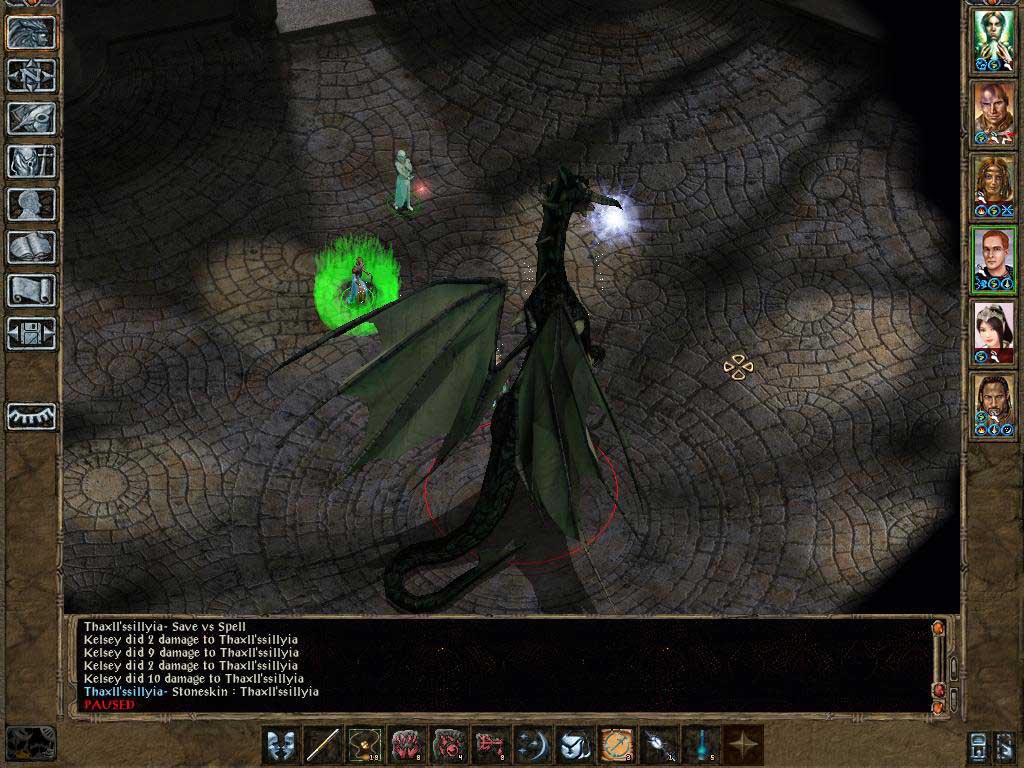 Thaxll'ssillyia- Save vs Spell
Kelsey did 2 damage to Thaxll'ssillyia
Kelsey did 9 damage to Thaxll'ssillyia
Kelsey did 2 damage to Thaxll'ssillyia
Kelsey did 10 damage to Thaxll'ssillyia
Thaxll'ssillyia- Stoneskin : Thaxll'ssillyia
PAUSED